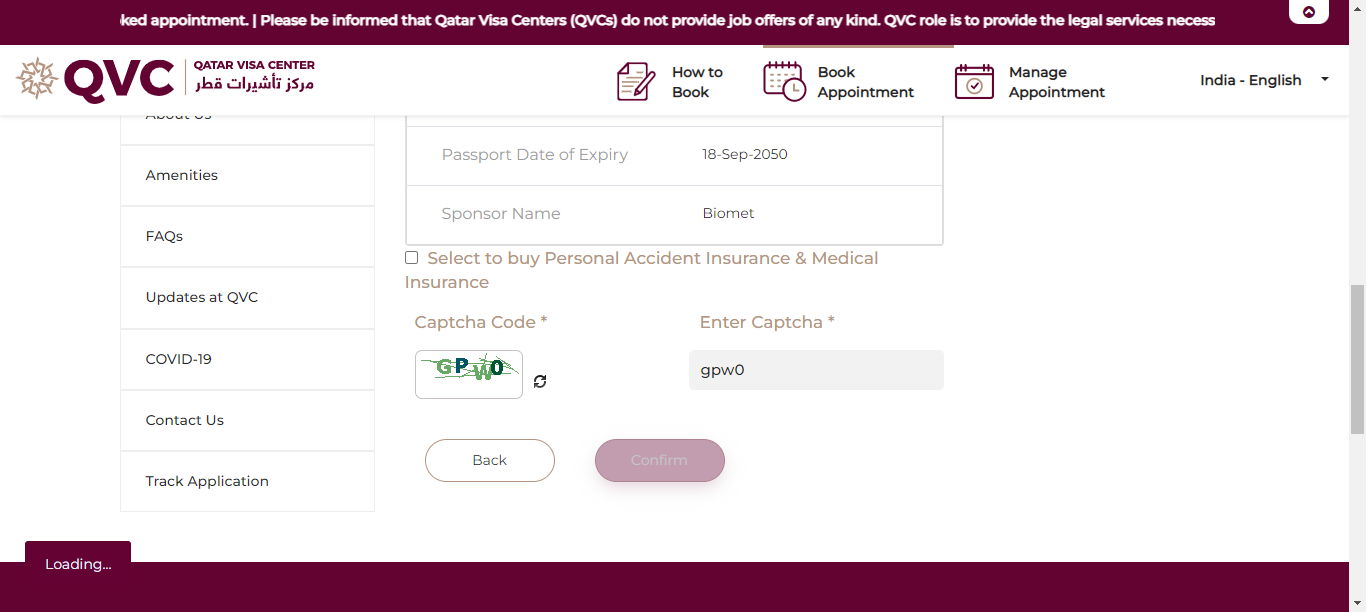 ked appointment. | Please be informed that Qatar Visa Centers (QVCs) do not provide job offers of any kind. QVC role is to provide the legal services necess
QVC
QATAR VISA CENTER
مركز تأشيرات قطر
How to
Book
Book
Appointment
Manage
Appointment
India - English
About Us
Amenities
FAQs
Updates at QVC
COVID-19
Contact Us
Track Application
Passport Date of Expiry 18-Sep-2050
Sponsor Name Biomet
Select to buy Personal Accident Insurance & Medical
Insurance
Captcha Code * Enter Captcha *
GPW0 gpw0
Back Confirm
Loading...